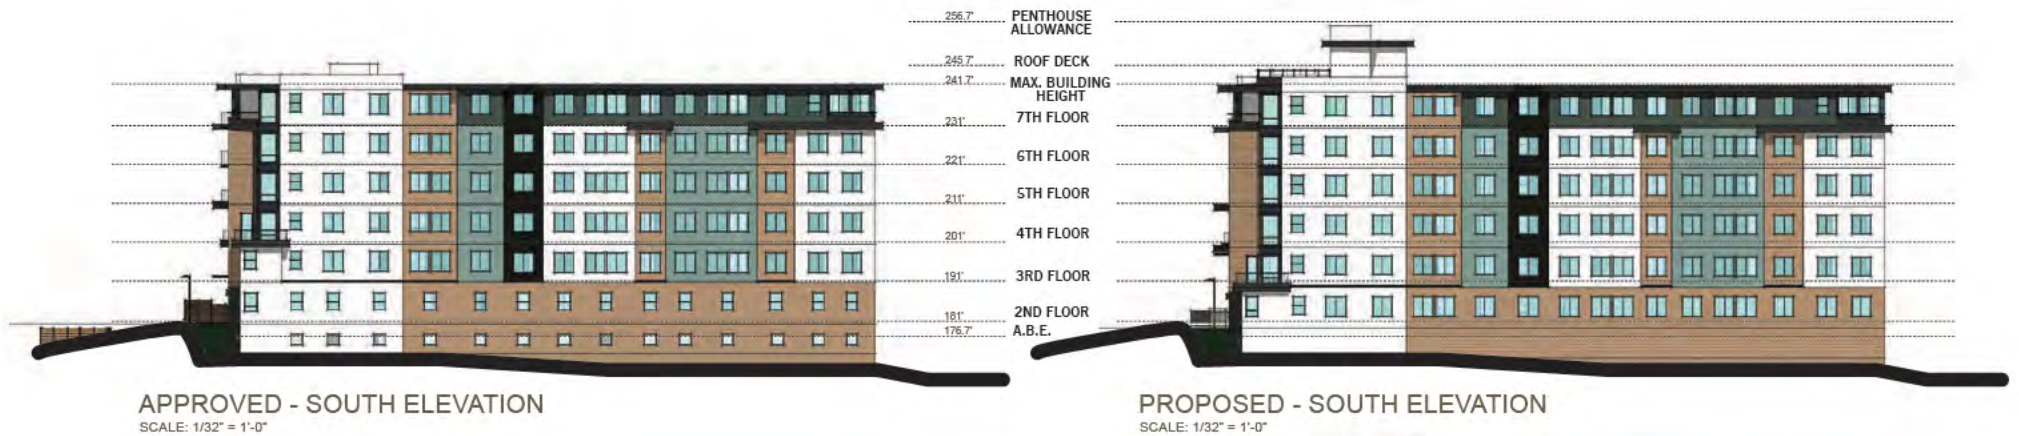 256.7' PENTHOUSE
ALLOWANCE
245.7' ROOF DECK
241.7' MAX. BUILDING
HEIGHT
7TH FLOOR
231'
6TH FLOOR
221'
5TH FLOOR
211'
4TH FLOOR
201'
3RD FLOOR
191'
2ND FLOOR
181'
176.7' A.B.E.
APPROVED - SOUTH ELEVATION
SCALE: 1/32" = 1'-0"
PROPOSED - SOUTH ELEVATION
SCALE: 1/32" = 1'-0"